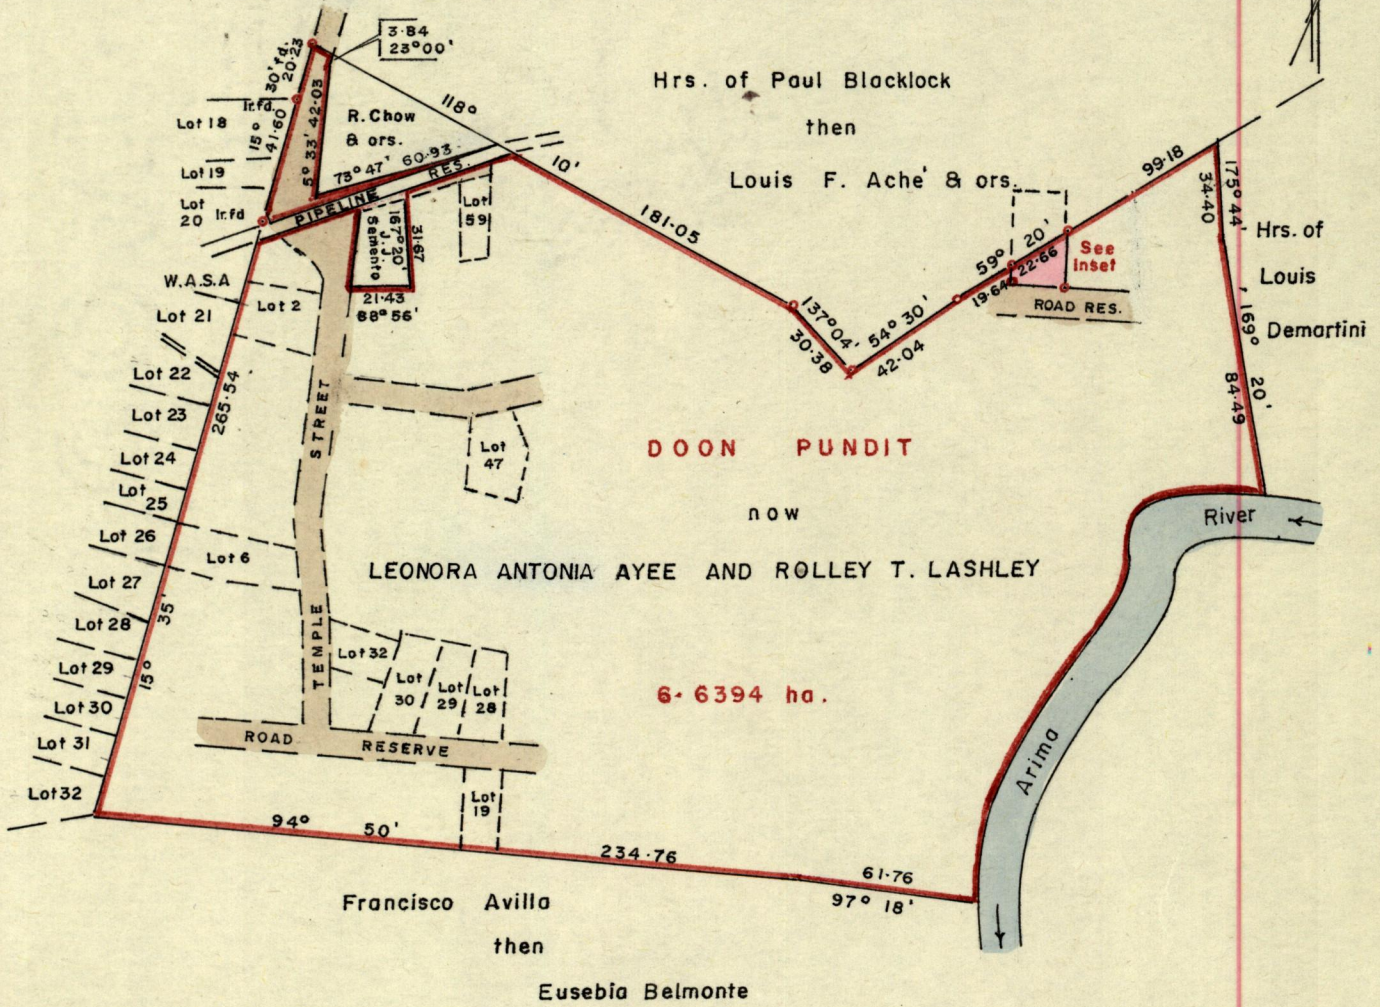 3·84
23°00'
30' fd.
20·23
Ir.fd.
15°
41·60
5° 33' 42·03
R. Chow
& ors.
118°
10'
73° 47' 60·93
PIPELINE RES.
Lot 18
Lot 19
Lot
20
Ir.fd
Hrs. of Paul Blacklock
then
Louis F. Ache' & ors.
181·05
137° 04'
30·38
54° 30'
42·04
59° 20'
19·64
22·66
99·18
See
Inset
ROAD RES.
175° 44'
34·40
169° 20'
84·49
Hrs. of
Louis
Demartini
J. J.
Samento
167° 20'
31·67
21·43
88° 56'
Lot
59
W.A.S.A
Lot 2
Lot 21
Lot 22
Lot 23
Lot 24
Lot
25
Lot 26
Lot 27
Lot 28
Lot 29
Lot 30
Lot 31
Lot32
265·54
15° 35'
Lot 6
TEMPLE STREET
Lot
47
DOON PUNDIT
now
LEONORA ANTONIA AYEE AND ROLLEY T. LASHLEY
6·6394 ha.
Lot 32
Lot
30
Lot
29
Lot
28
ROAD RESERVE
Lot
19
River
Arima
94° 50'
234·76
61·76
97° 18'
Francisco Avilla
then
Eusebia Belmonte